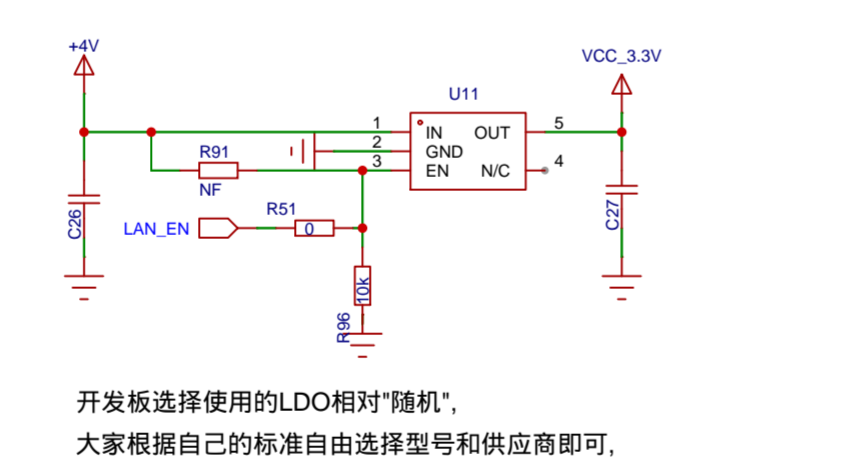 +4V
VCC_3.3V
U11
1
IN
OUT
5
2
GND
3
EN
N/C
4
R91
NF
R51
0
LAN_EN
C26
C27
10k
R96
开发板选择使用的LDO相对"随机",
大家根据自己的标准自由选择型号和供应商即可,